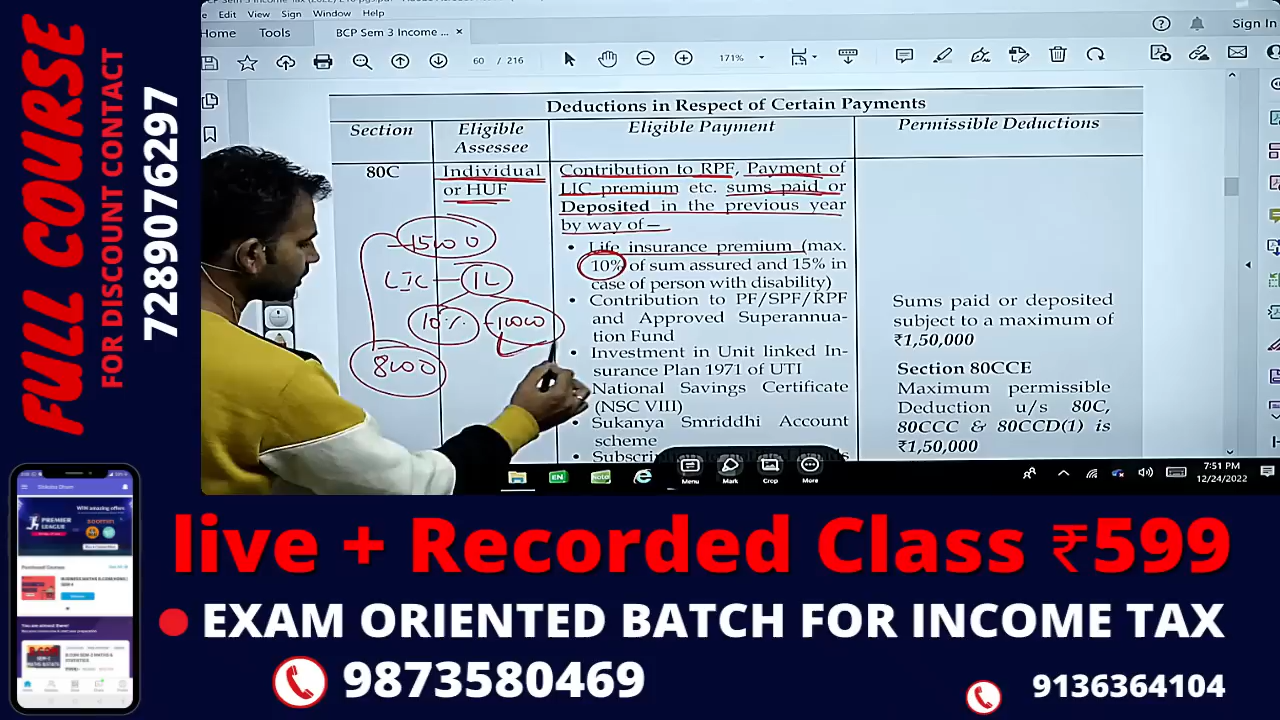 FULL COURSE
FOR DISCOUNT CONTACT
7289076297
Edit View Sign Window Help
Home Tools BCP Sem 3 Income ... ×
Sign In
60 / 216
171%
Deductions in Respect of Certain Payments
Section Eligible Assessee Eligible Payment Permissible Deductions
80C
Individual
or HUF
Contribution to RPF, Payment of
LIC premium etc. sums paid or
Deposited in the previous year
by way of—
• Life insurance premium (max.
10% of sum assured and 15% in
case of person with disability)
• Contribution to PF/SPF/RPF
and Approved Superannua-
tion Fund
• Investment in Unit linked In-
surance Plan 1971 of UTI
National Savings Certificate
(NSC VIII)
• Sukanya Smriddhi Account
scheme
Sums paid or deposited
subject to a maximum of
₹1,50,000
Section 80CCE
Maximum permissible
Deduction u/s 80C,
80CCC & 80CCD(1) is
₹1,50,000
LIC – 1L
10%
Menu Mark Crop More
EN
7:51 PM
12/24/2022
live + Recorded Class ₹599
EXAM ORIENTED BATCH FOR INCOME TAX
9873580469
9136364104